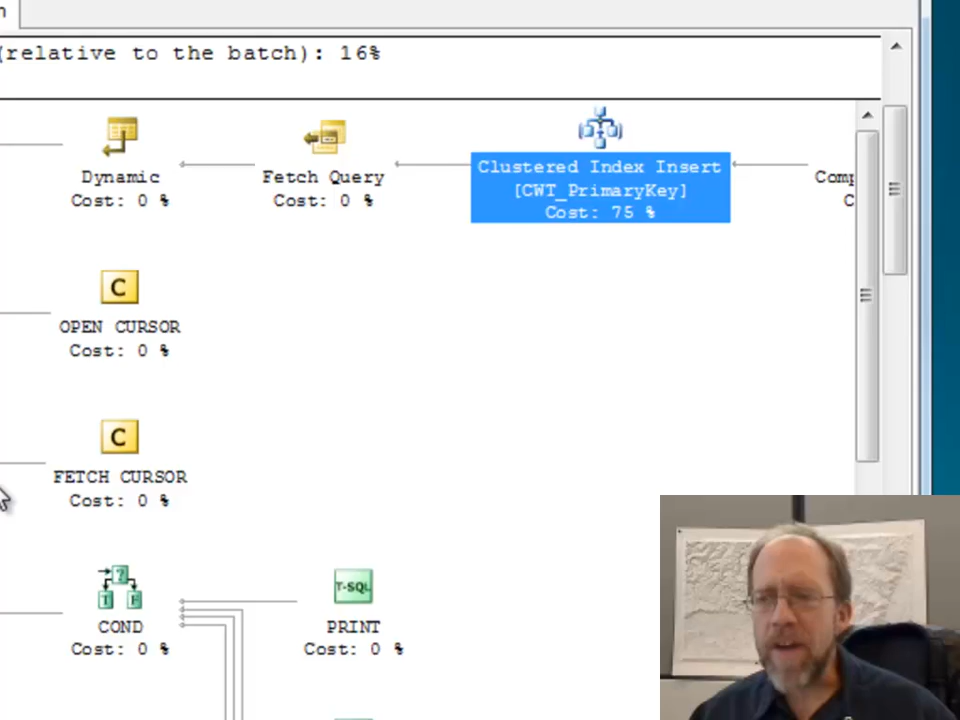 (relative to the batch): 16%
Dynamic
Cost: 0 %
Fetch Query
Cost: 0 %
Clustered Index Insert
[CWT_PrimaryKey]
Cost: 75 %
C
OPEN CURSOR
Cost: 0 %
C
FETCH CURSOR
Cost: 0 %
?
T F
COND
Cost: 0 %
T-SQL
PRINT
Cost: 0 %